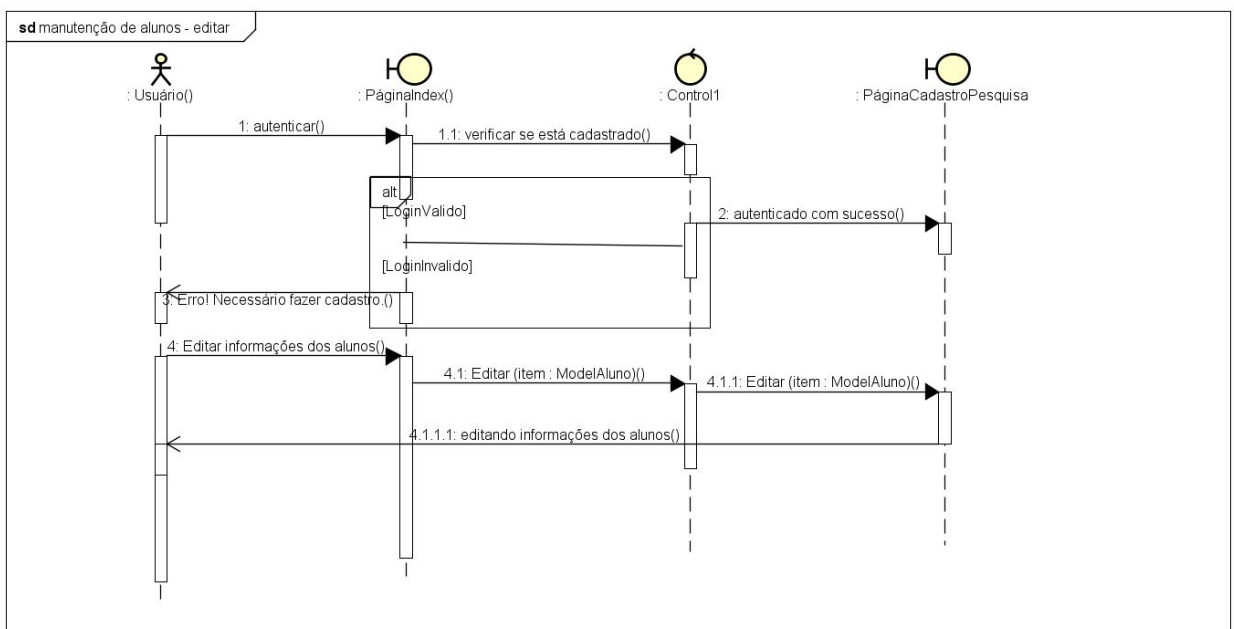 sd manutenção de alunos - editar
: Usuário()
: PáginaIndex()
: Control1
: PáginaCadastroPesquisa
1: autenticar()
1.1: verificar se está cadastrado()
alt
[LoginValido]
2: autenticado com sucesso()
[LoginInvalido]
3: Erro! Necessário fazer cadastro.()
4: Editar informações dos alunos()
4.1: Editar (item : ModelAluno)()
4.1.1: Editar (item : ModelAluno)()
4.1.1.1: editando informações dos alunos()